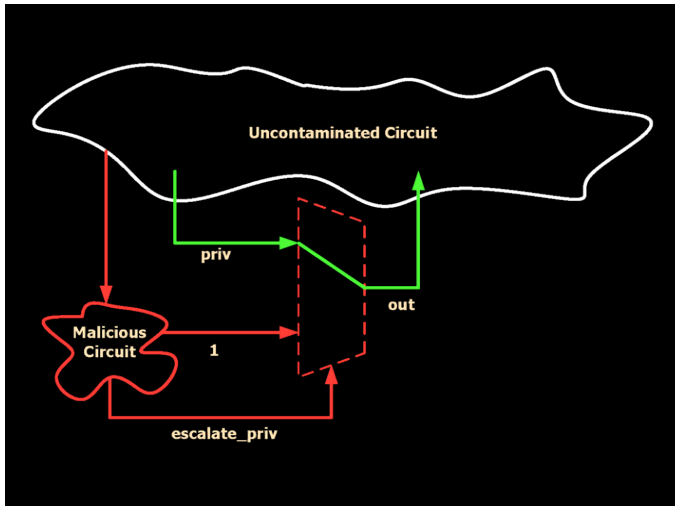 Uncontaminated Circuit
priv
out
Malicious
Circuit
1
escalate_priv